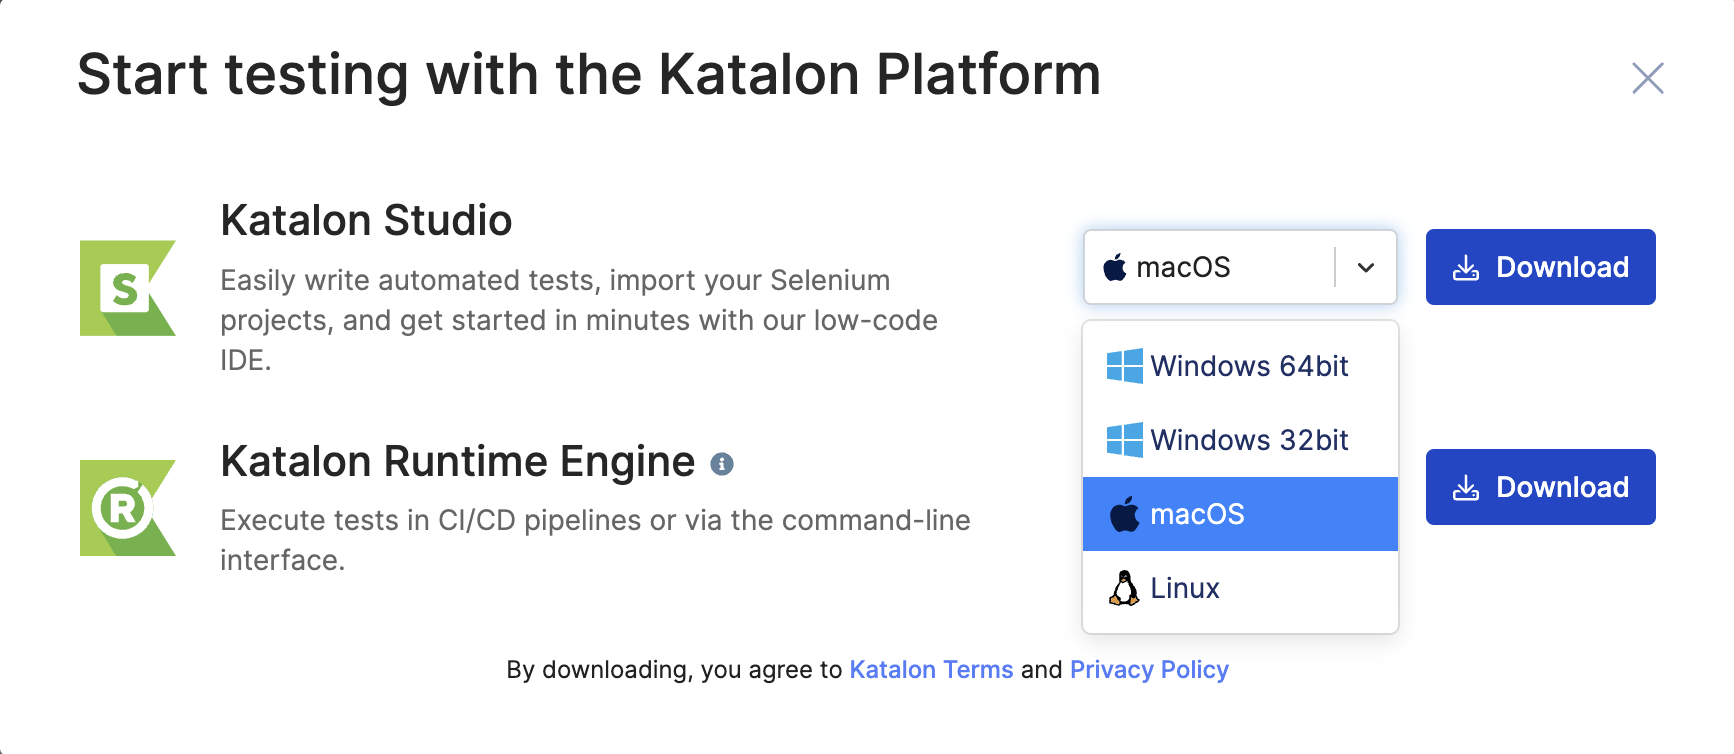 Start testing with the Katalon Platform
Katalon Studio
Easily write automated tests, import your Selenium
projects, and get started in minutes with our low-code
IDE.
macOS
Download
Windows 64bit
Windows 32bit
macOS
Linux
S
Katalon Runtime Engine
Execute tests in CI/CD pipelines or via the command-line
interface.
Download
R
By downloading, you agree to Katalon Terms and Privacy Policy